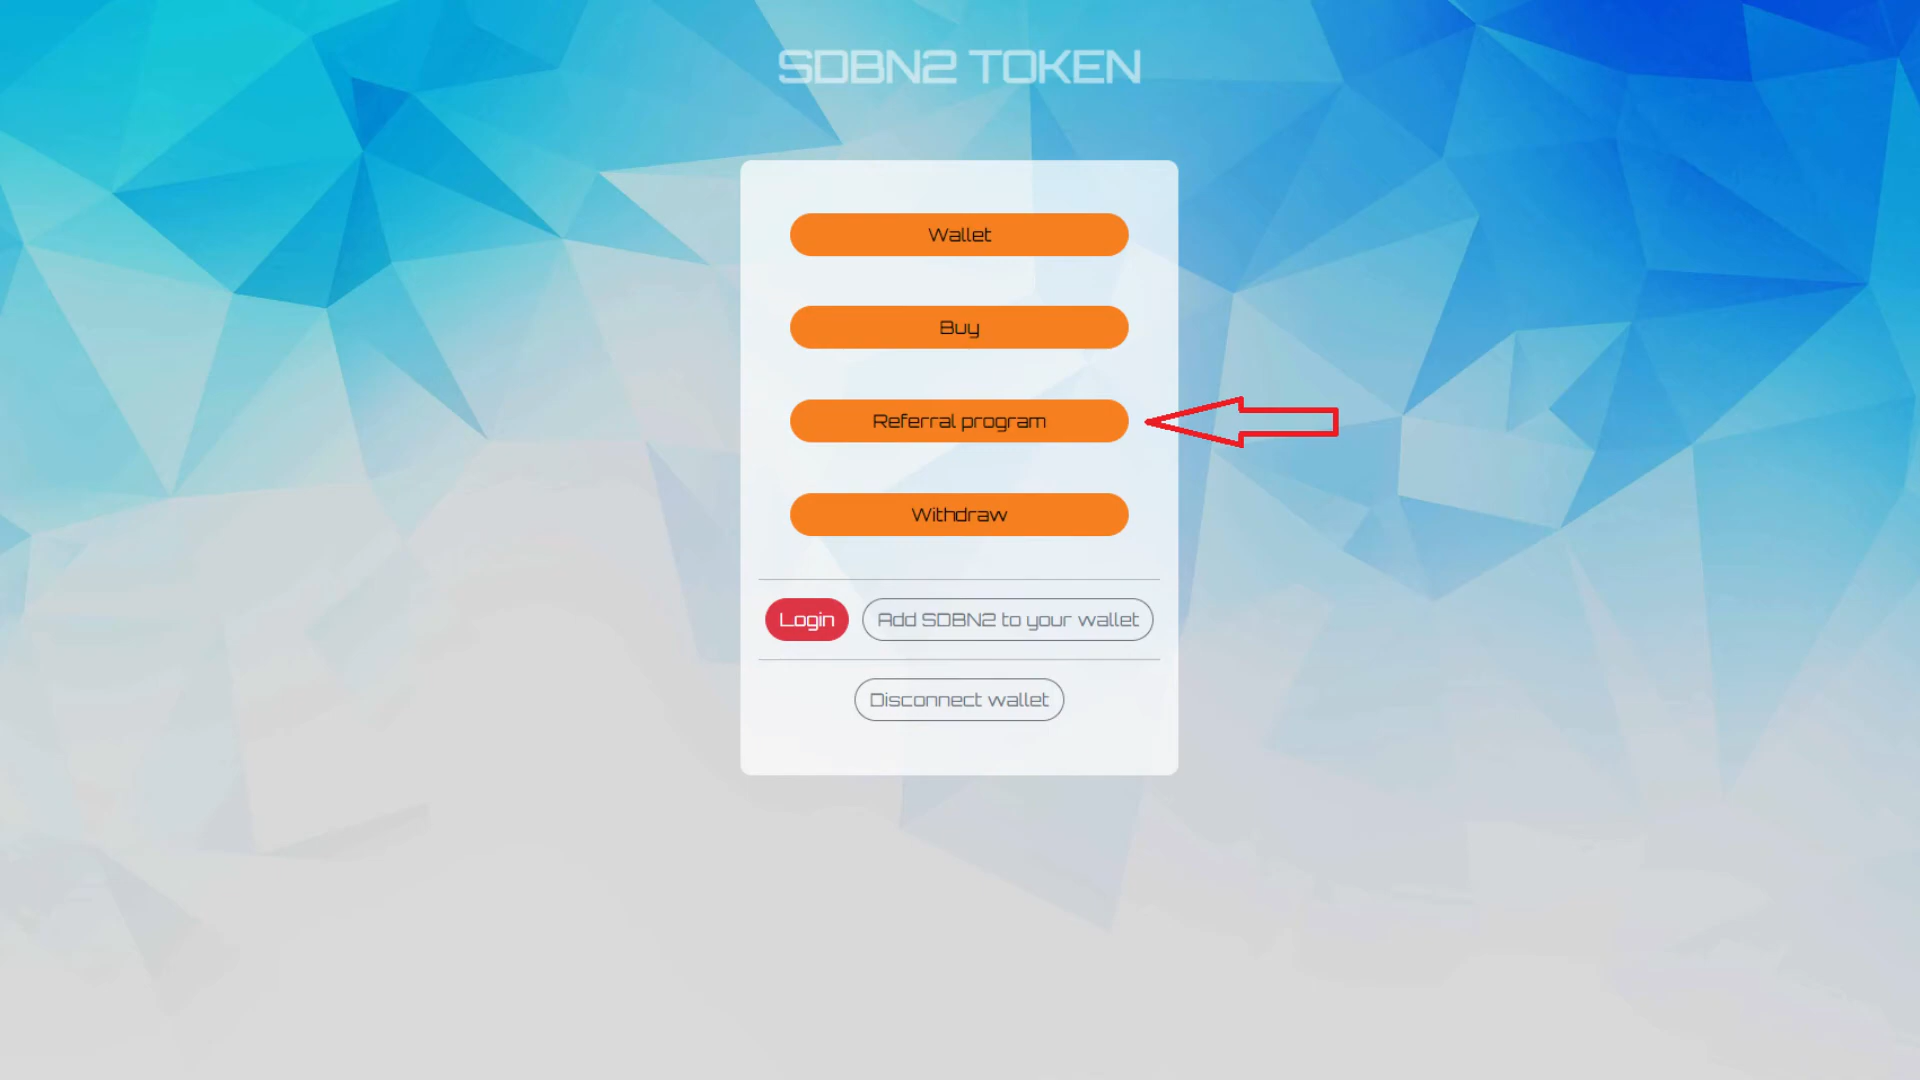 SDBN2 TOKEN
Wallet
Buy
Referral program
Withdraw
Login
Add SDBN2 to your wallet
Disconnect wallet